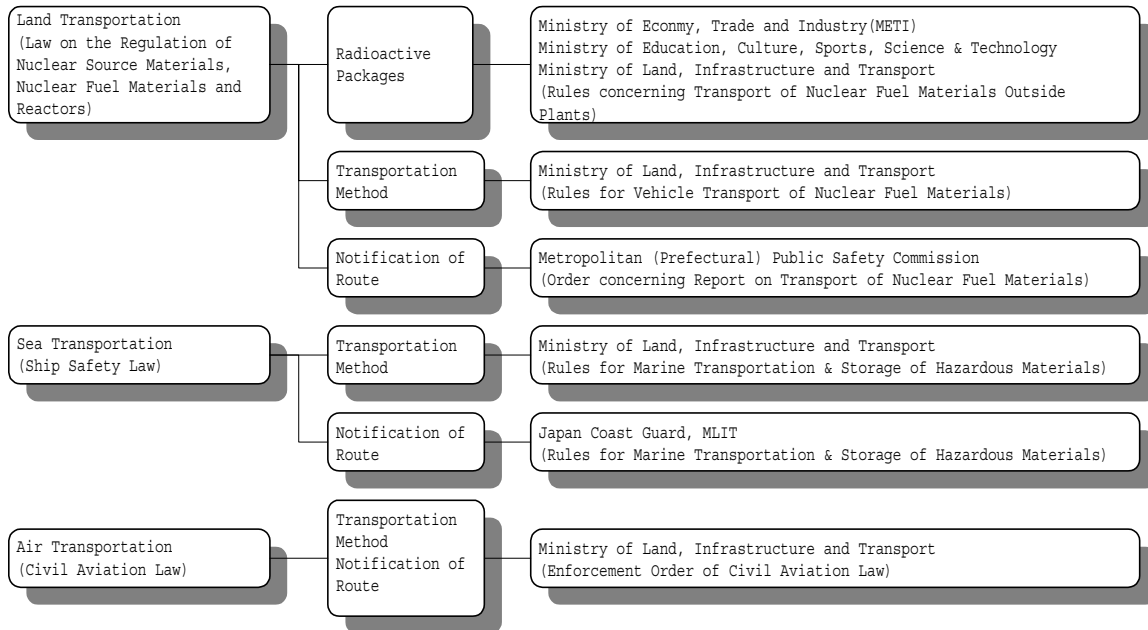 Land Transportation
(Law on the Regulation of
Nuclear Source Materials,
Nuclear Fuel Materials and
Reactors)
Radioactive
Packages
Ministry of Econmy, Trade and Industry(METI)
Ministry of Education, Culture, Sports, Science & Technology
Ministry of Land, Infrastructure and Transport
(Rules concerning Transport of Nuclear Fuel Materials Outside
Plants)
Transportation
Method
Ministry of Land, Infrastructure and Transport
(Rules for Vehicle Transport of Nuclear Fuel Materials)
Notification of
Route
Metropolitan (Prefectural) Public Safety Commission
(Order concerning Report on Transport of Nuclear Fuel Materials)
Sea Transportation
(Ship Safety Law)
Transportation
Method
Ministry of Land, Infrastructure and Transport
(Rules for Marine Transportation & Storage of Hazardous Materials)
Notification of
Route
Japan Coast Guard, MLIT
(Rules for Marine Transportation & Storage of Hazardous Materials)
Air Transportation
(Civil Aviation Law)
Transportation
Method
Notification of
Route
Ministry of Land, Infrastructure and Transport
(Enforcement Order of Civil Aviation Law)